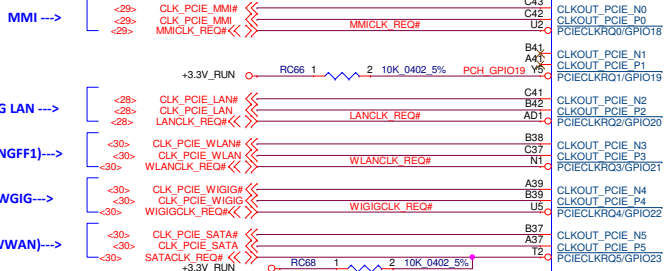 <29> CLK_PCIE_MMI# C43 CLKOUT_PCIE_N0
MMI ---> <29> CLK_PCIE_MMI C42 CLKOUT_PCIE_P0
<29> MMICLK_REQ# MMICLK_REQ# U2 PCIECLKRQ0/GPIO18
B41 CLKOUT_PCIE_N1
A41 CLKOUT_PCIE_P1
+3.3V_RUN RC66 1 2 10K_0402_5% PCH_GPIO19 Y5 PCIECLKRQ1/GPIO19
<28> CLK_PCIE_LAN# C41 CLKOUT_PCIE_N2
G LAN ---> <28> CLK_PCIE_LAN B42 CLKOUT_PCIE_P2
<28> LANCLK_REQ# LANCLK_REQ# AD1 PCIECLKRQ2/GPIO20
<30> CLK_PCIE_WLAN# B38 CLKOUT_PCIE_N3
NGFF1)---> <30> CLK_PCIE_WLAN C37 CLKOUT_PCIE_P3
<30> WLANCLK_REQ# WLANCLK_REQ# N1 PCIECLKRQ3/GPIO21
<30> CLK_PCIE_WIGIG# A39 CLKOUT_PCIE_N4
WGIG---> <30> CLK_PCIE_WIGIG B39 CLKOUT_PCIE_P4
<30> WIGIGCLK_REQ# WIGIGCLK_REQ# U5 PCIECLKRQ4/GPIO22
<30> CLK_PCIE_SATA# B37 CLKOUT_PCIE_N5
WWAN)---> <30> CLK_PCIE_SATA A37 CLKOUT_PCIE_P5
<30> SATACLK_REQ# T2 PCIECLKRQ5/GPIO23
+3.3V_RUN RC68 1 2 10K_0402_5%